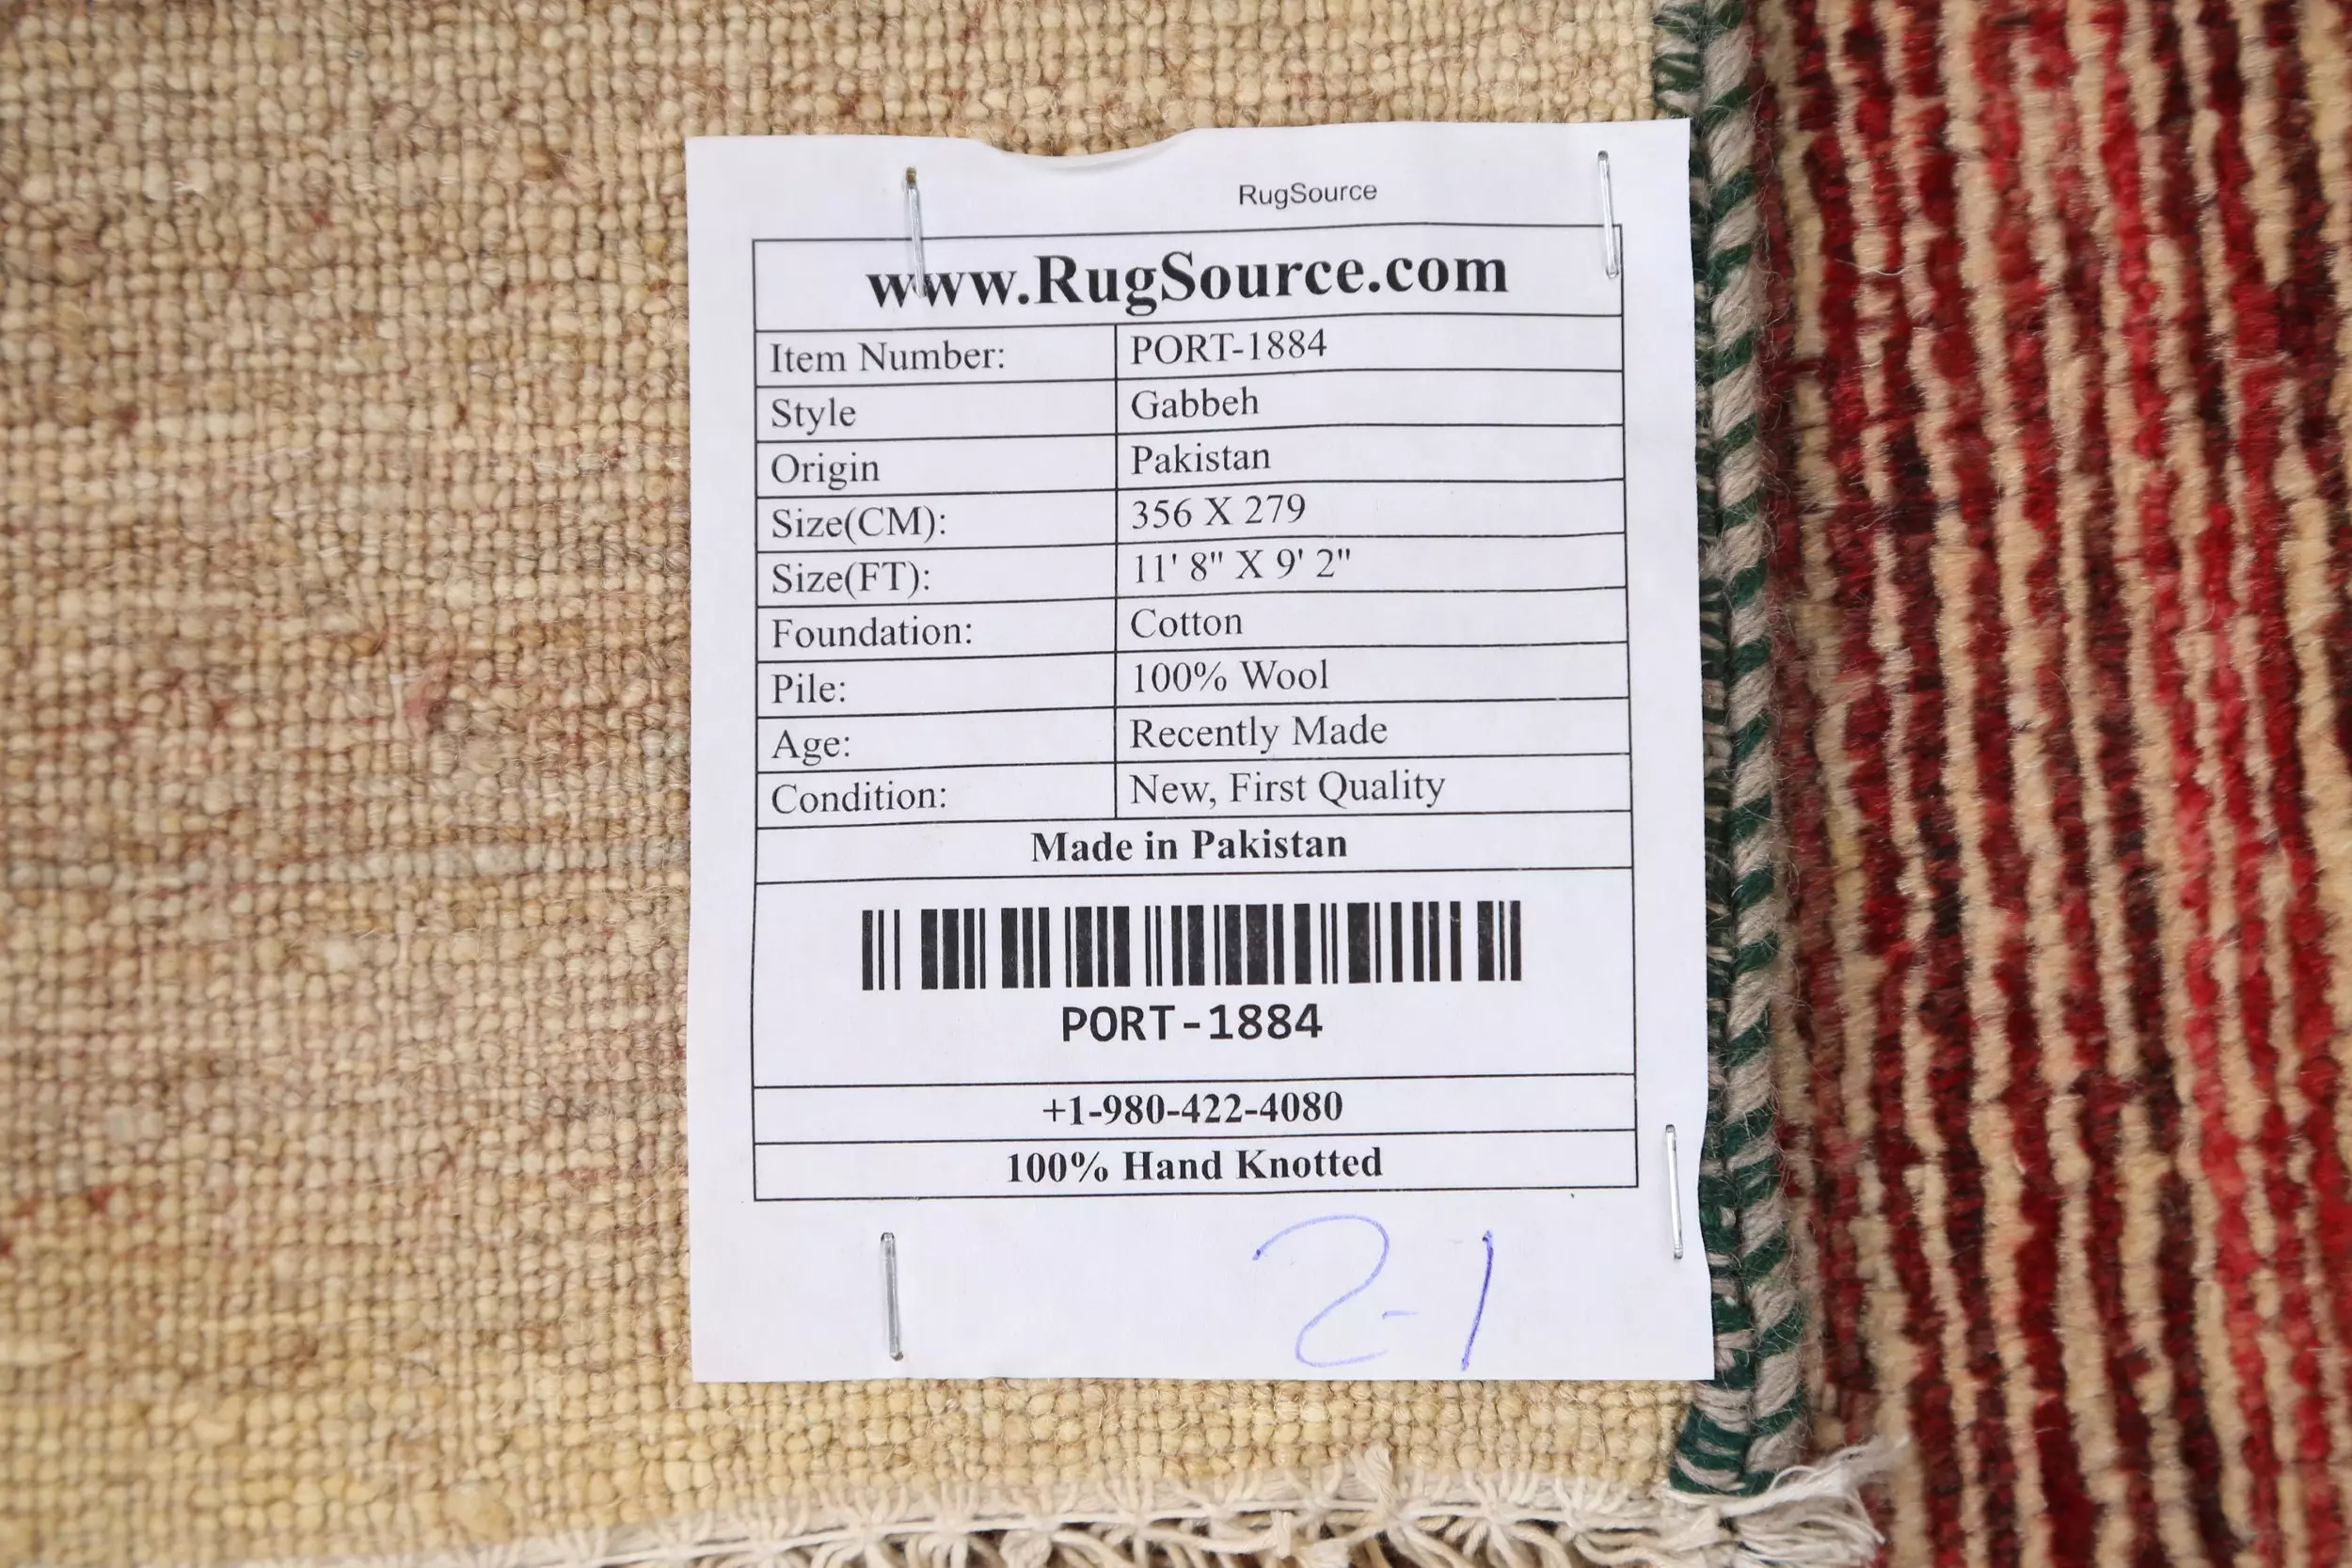 RugSource
www.RugSource.com
Item Number: PORT-1884
Style Gabbeh
Origin Pakistan
Size(CM): 356 X 279
Size(FT): 11' 8" X 9' 2"
Foundation: Cotton
Pile: 100% Wool
Age: Recently Made
Condition: New, First Quality
Made in Pakistan
PORT-1884
+1-980-422-4080
100% Hand Knotted
2-1